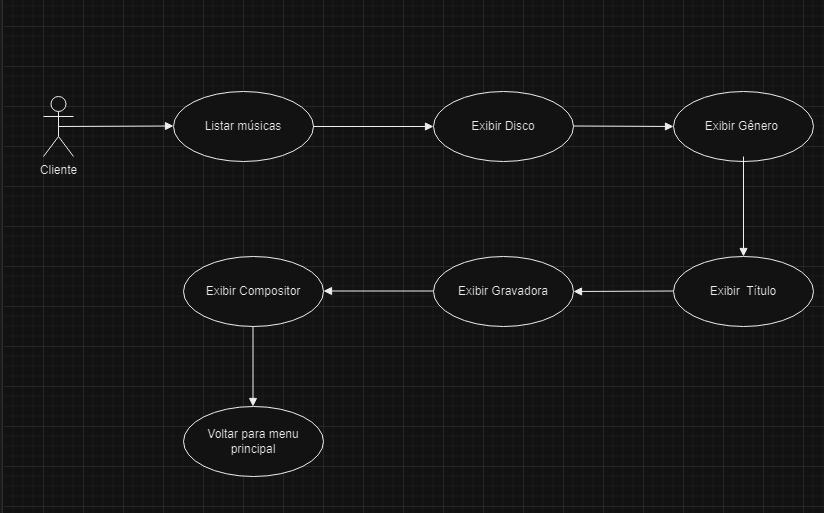 Cliente
Listar músicas
Exibir Disco
Exibir Gênero
Exibir Título
Exibir Gravadora
Exibir Compositor
Voltar para menu
principal